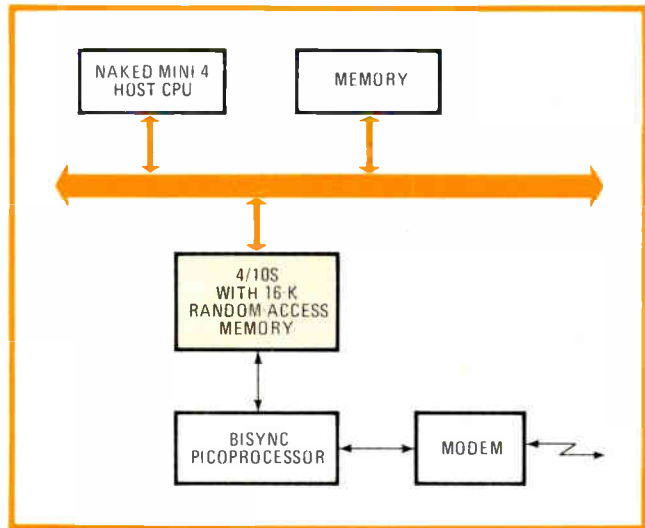 NAKED MINI 4
HOST CPU
MEMORY
4/10S
WITH 16-K
RANDOM-ACCESS
MEMORY
BISYNC
PICOPROCESSOR
MODEM